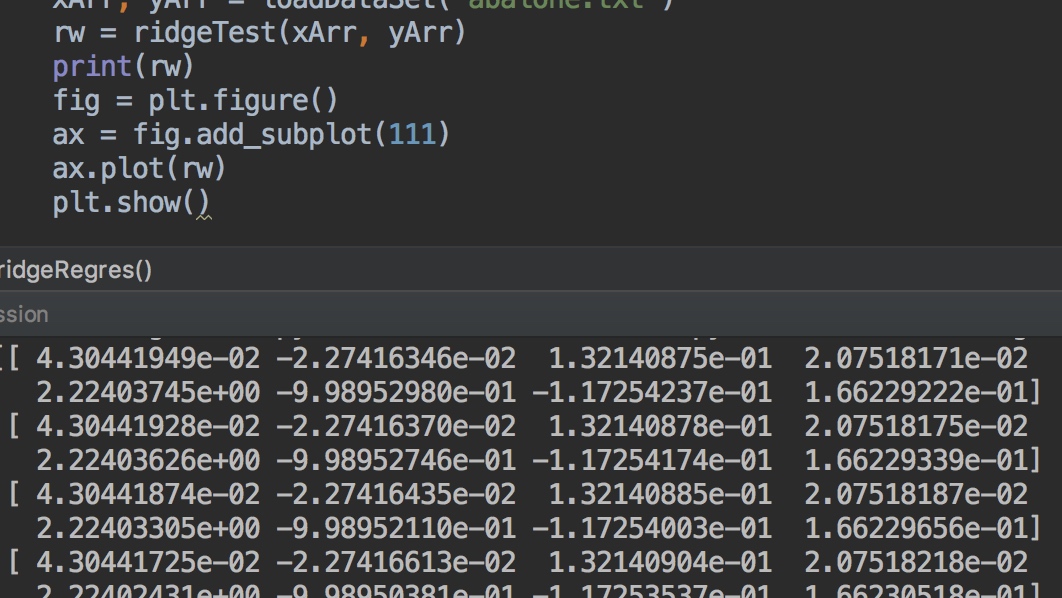 xArr, yArr = loadDataSet("abalone.txt")
rw = ridgeTest(xArr, yArr)
print(rw)
fig = plt.figure()
ax = fig.add_subplot(111)
ax.plot(rw)
plt.show()
ridgeRegres()
ssion
[[ 4.30441949e-02 -2.27416346e-02  1.32140875e-01  2.07518171e-02
   2.22403745e+00 -9.98952980e-01 -1.17254237e-01  1.66229222e-01]
 [ 4.30441928e-02 -2.27416370e-02  1.32140878e-01  2.07518175e-02
   2.22403626e+00 -9.98952746e-01 -1.17254174e-01  1.66229339e-01]
 [ 4.30441874e-02 -2.27416435e-02  1.32140885e-01  2.07518187e-02
   2.22403305e+00 -9.98952110e-01 -1.17254003e-01  1.66229656e-01]
 [ 4.30441725e-02 -2.27416613e-02  1.32140904e-01  2.07518218e-02
   2.22402431e+00 -9.98950381e-01 -1.17253537e-01  1.66230518e-01]